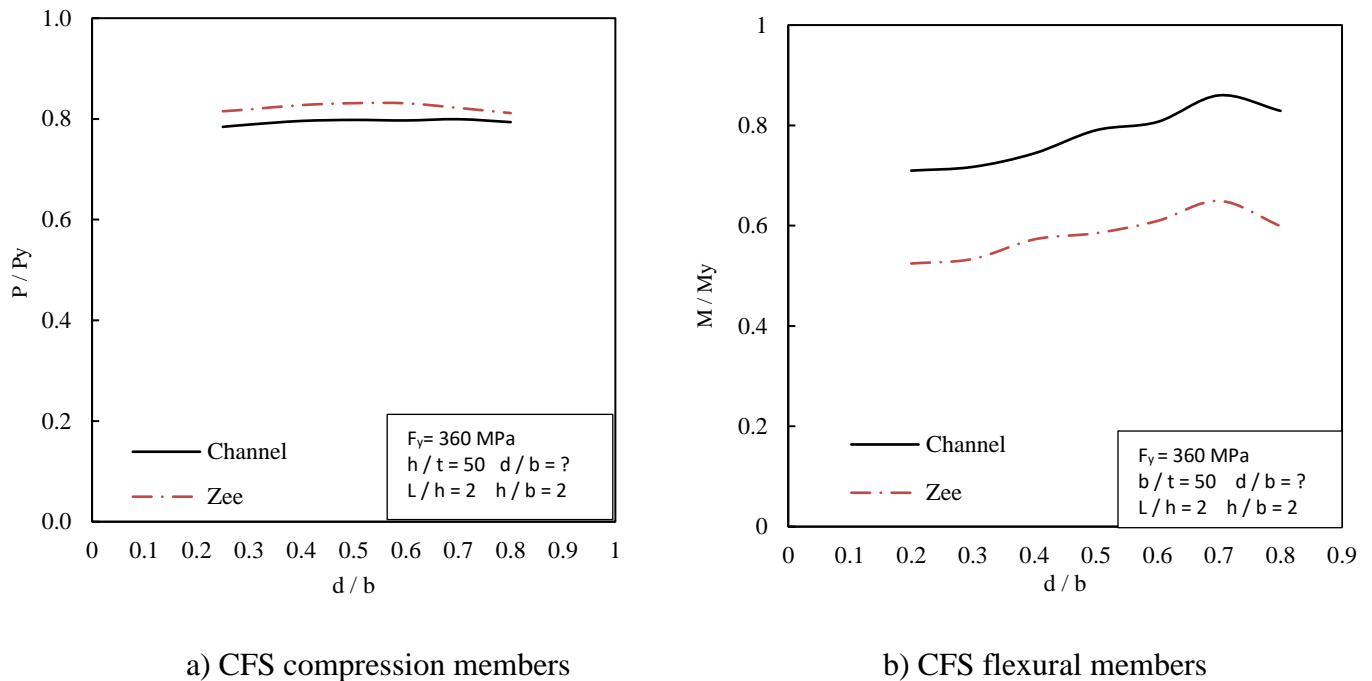 1.0
0.8
0.6
0.4
0.2
0.0
P / Py
0 0.1 0.2 0.3 0.4 0.5 0.6 0.7 0.8 0.9 1
d / b
Channel
Zee
Fy= 360 MPa
h / t = 50 d / b = ?
L / h = 2 h / b = 2
a) CFS compression members
1
0.8
0.6
0.4
0.2
0
M / My
0 0.1 0.2 0.3 0.4 0.5 0.6 0.7 0.8 0.9
d / b
Channel
Zee
Fy = 360 MPa
b / t = 50 d / b = ?
L / h = 2 h / b = 2
b) CFS flexural members